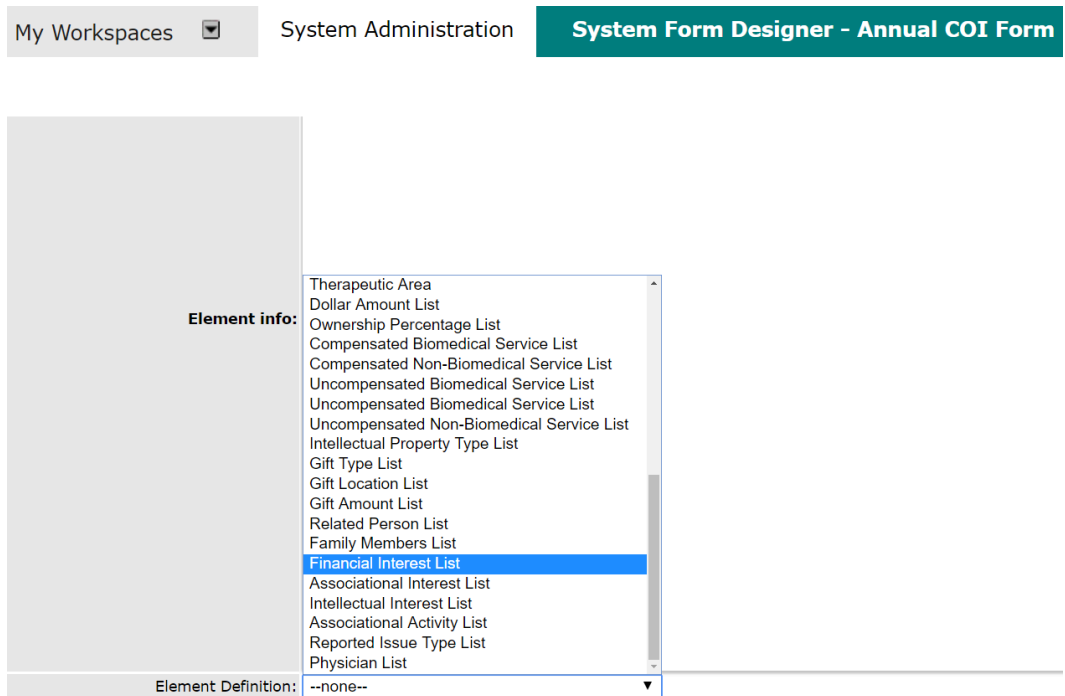 My Workspaces System Administration System Form Designer - Annual COI Form
Therapeutic Area
Dollar Amount List
Element info:
Ownership Percentage List
Compensated Biomedical Service List
Compensated Non-Biomedical Service List
Uncompensated Biomedical Service List
Uncompensated Biomedical Service List
Uncompensated Non-Biomedical Service List
Intellectual Property Type List
Gift Type List
Gift Location List
Gift Amount List
Related Person List
Family Members List
Financial Interest List
Associational Interest List
Intellectual Interest List
Associational Activity List
Reported Issue Type List
Physician List
Element Definition: --none--